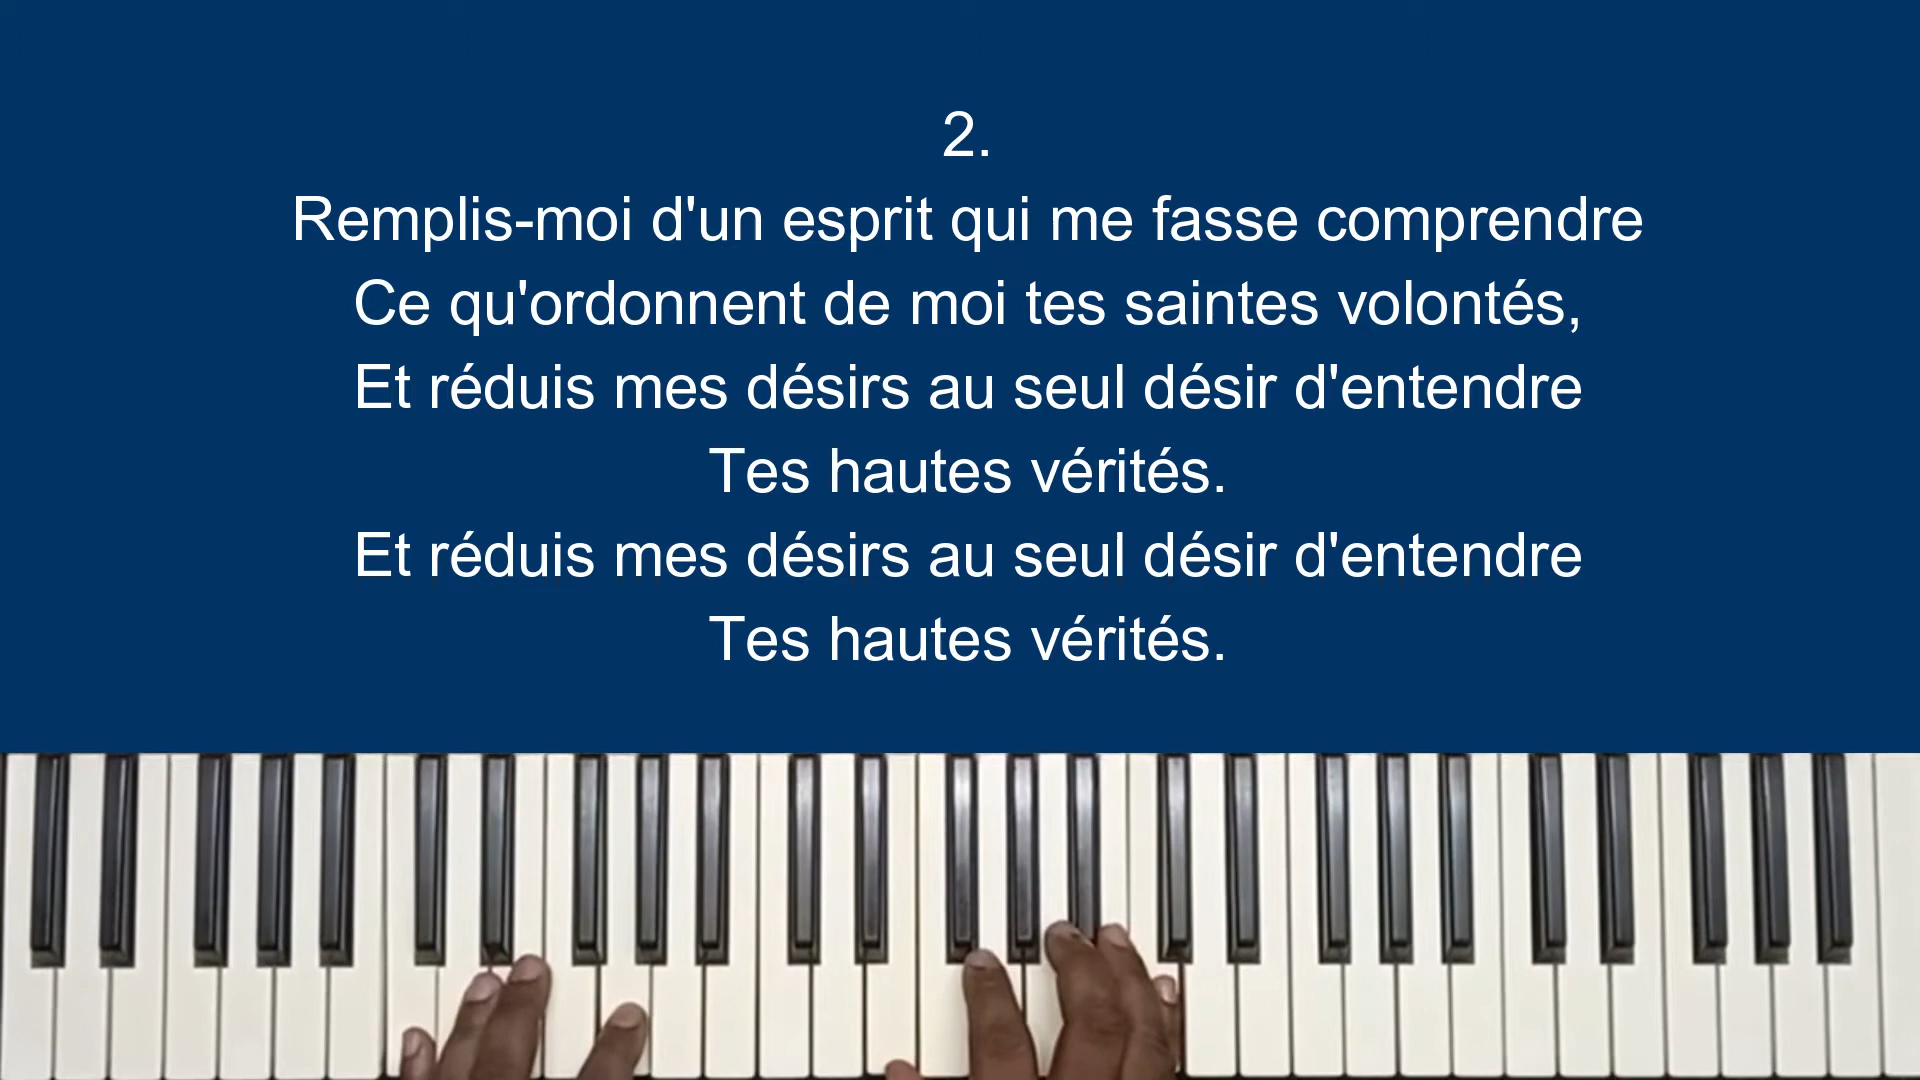 2.
Remplis-moi d'un esprit qui me fasse comprendre
Ce qu'ordonnent de moi tes saintes volontés,
Et réduis mes désirs au seul désir d'entendre
Tes hautes vérités.
Et réduis mes désirs au seul désir d'entendre
Tes hautes vérités.